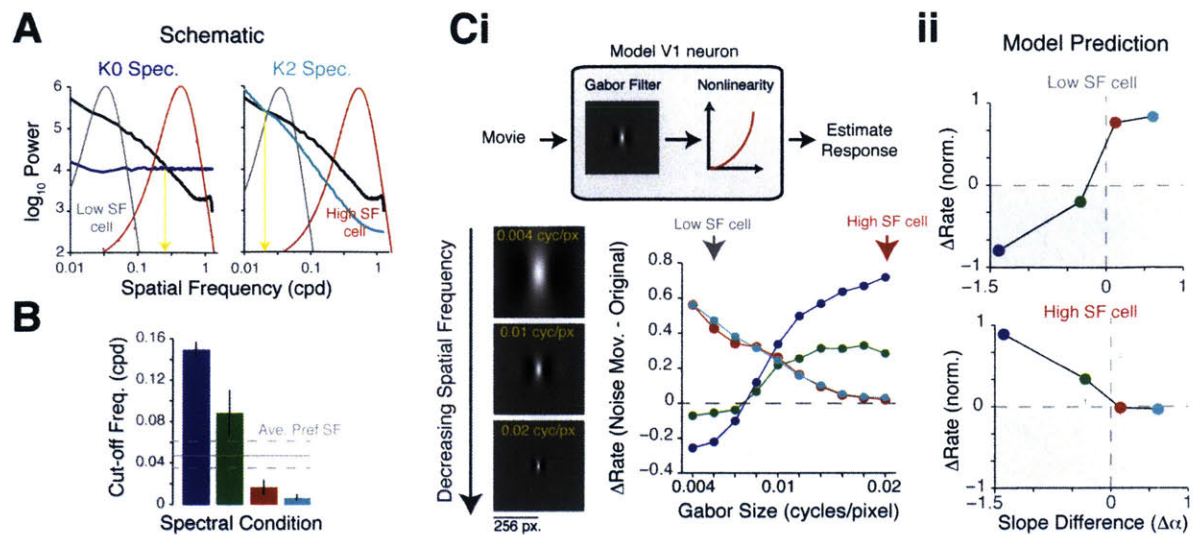 A
Schematic
K0 Spec.
K2 Spec.
6
5
4
3
2
log10 Power
Low SF
cell
High SF
cell
0.01
0.1
1
0.01
0.1
1
Spatial Frequency (cpd)
B
0.16
0.12
0.08
0.04
0
Cut-off Freq. (cpd)
Ave. Pref SF
Spectral Condition
Ci
Model V1 neuron
Gabor Filter
Nonlinearity
Movie
Estimate
Response
Decreasing Spatial Frequency
0.004 cyc/px
0.01 cyc/px
0.02 cyc/px
256 px.
Low SF cell
High SF cell
0.8
0.6
0.4
0.2
0
-0.2
-0.4
ΔRate (Noise Mov. - Original)
0.004
0.01
0.02
Gabor Size (cycles/pixel)
ii
Model Prediction
Low SF cell
1
0
-1
ΔRate (norm.)
-1.5
0
1
High SF cell
1
0
-1
ΔRate (norm.)
-1.5
0
1
Slope Difference (Δα)